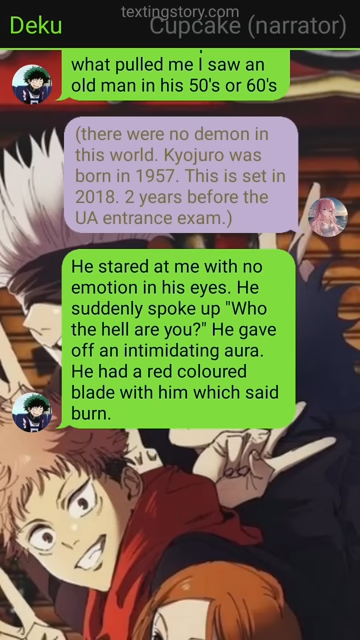 textingstory.com
Deku
Cupcake (narrator)
what pulled me I saw an
old man in his 50's or 60's
(there were no demon in
this world. Kyojuro was
born in 1957. This is set in
2018. 2 years before the
UA entrance exam.)
He stared at me with no
emotion in his eyes. He
suddenly spoke up "Who
the hell are you?" He gave
off an intimidating aura.
He had a red coloured
blade with him which said
burn.